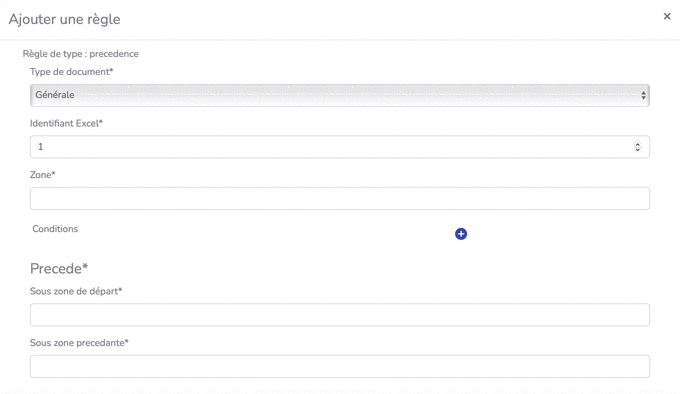 Ajouter une règle
×
Règle de type : precedence
Type de document*
Générale
Identifiant Excel*
1
Zone*
Conditions
Precede*
Sous zone de départ*
Sous zone precedante*